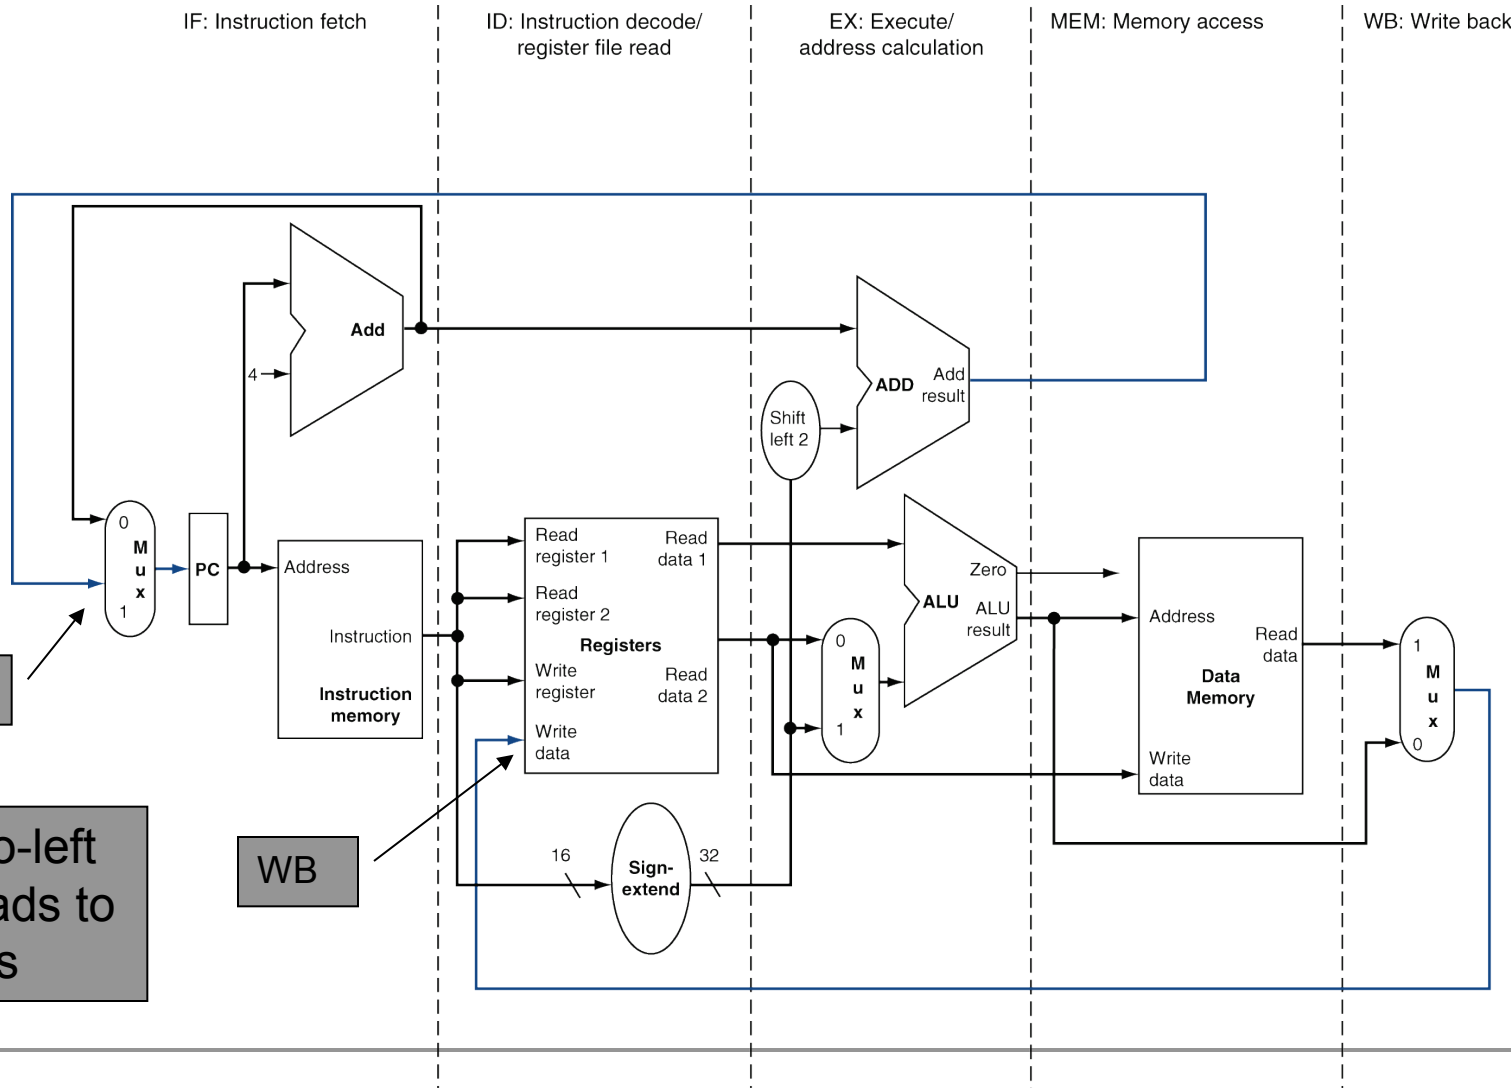 IF: Instruction fetch
ID: Instruction decode/
register file read
EX: Execute/
address calculation
MEM: Memory access
WB: Write back
Add
4
ADD
Add
result
Shift
left 2
0
M
u
x
1
PC
Address
Instruction
Instruction
memory
Read
register 1
Read
register 2
Registers
Write
register
Write
data
Read
data 1
Read
data 2
0
M
u
x
1
Zero
ALU
ALU
result
Address
Read
data
Data
Memory
Write
data
1
M
u
x
0
16
Sign-
extend
32
WB
o-left
ads to
s